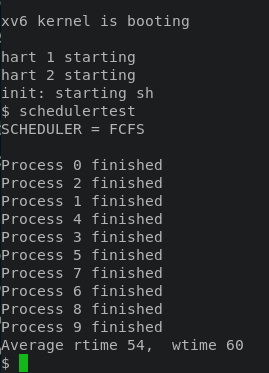 xv6 kernel is booting
hart 1 starting
hart 2 starting
init: starting sh
$ schedulertest
SCHEDULER = FCFS
Process 0 finished
Process 2 finished
Process 1 finished
Process 4 finished
Process 3 finished
Process 5 finished
Process 7 finished
Process 6 finished
Process 8 finished
Process 9 finished
Average rtime 54,  wtime 60
$